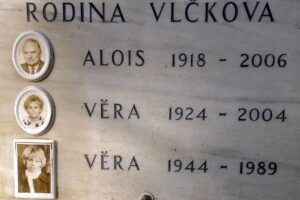 RODINA VLČKOVA
ALOIS 1918 - 2006
VĚRA 1924 - 2004
VĚRA 1944 - 1989